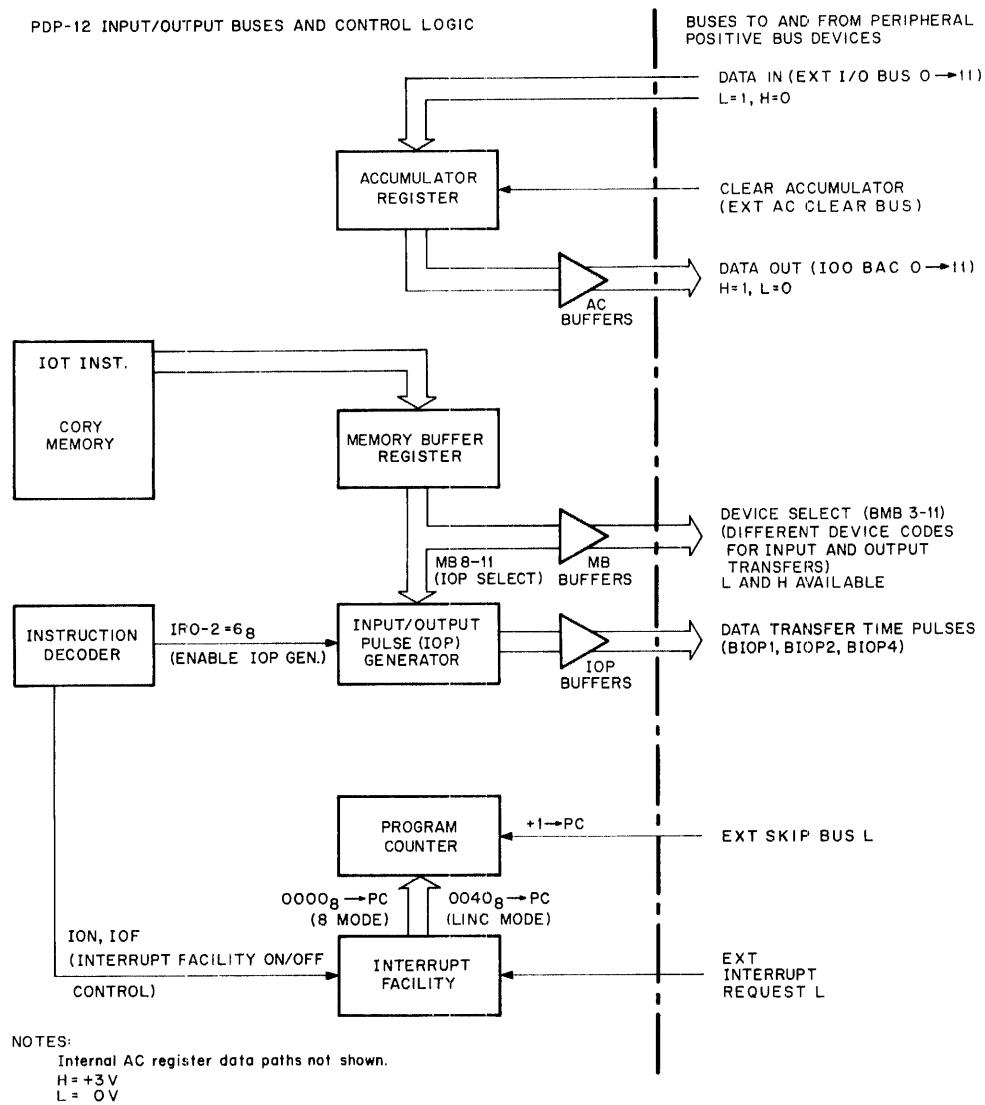 PDP-12 INPUT/OUTPUT BUSES AND CONTROL LOGIC
BUSES TO AND FROM PERIPHERAL
POSITIVE BUS DEVICES
DATA IN (EXT I/O BUS 0→11)
L=1, H=0
ACCUMULATOR
REGISTER
CLEAR ACCUMULATOR
(EXT AC CLEAR BUS)
DATA OUT (IOO BAC 0→11)
H=1, L=0
AC
BUFFERS
IOT INST.
CORY
MEMORY
MEMORY BUFFER
REGISTER
DEVICE SELECT (BMB 3-11)
(DIFFERENT DEVICE CODES
FOR INPUT AND OUTPUT
TRANSFERS)
L AND H AVAILABLE
MB8-11
(IOP SELECT)
MB
BUFFERS
INSTRUCTION
DECODER
IRO-2=6₈
(ENABLE IOP GEN.)
INPUT/OUTPUT
PULSE (IOP)
GENERATOR
IOP
BUFFERS
DATA TRANSFER TIME PULSES
(BIOP1, BIOP2, BIOP4)
PROGRAM
COUNTER
+1→PC
EXT SKIP BUS L
0000₈→PC
(8 MODE)
0040₈→PC
(LINC MODE)
ION, IOF
(INTERRUPT FACILITY ON/OFF
CONTROL)
INTERRUPT
FACILITY
EXT
INTERRUPT
REQUEST L
NOTES:
Internal AC register data paths not shown.
H = +3V
L = 0V